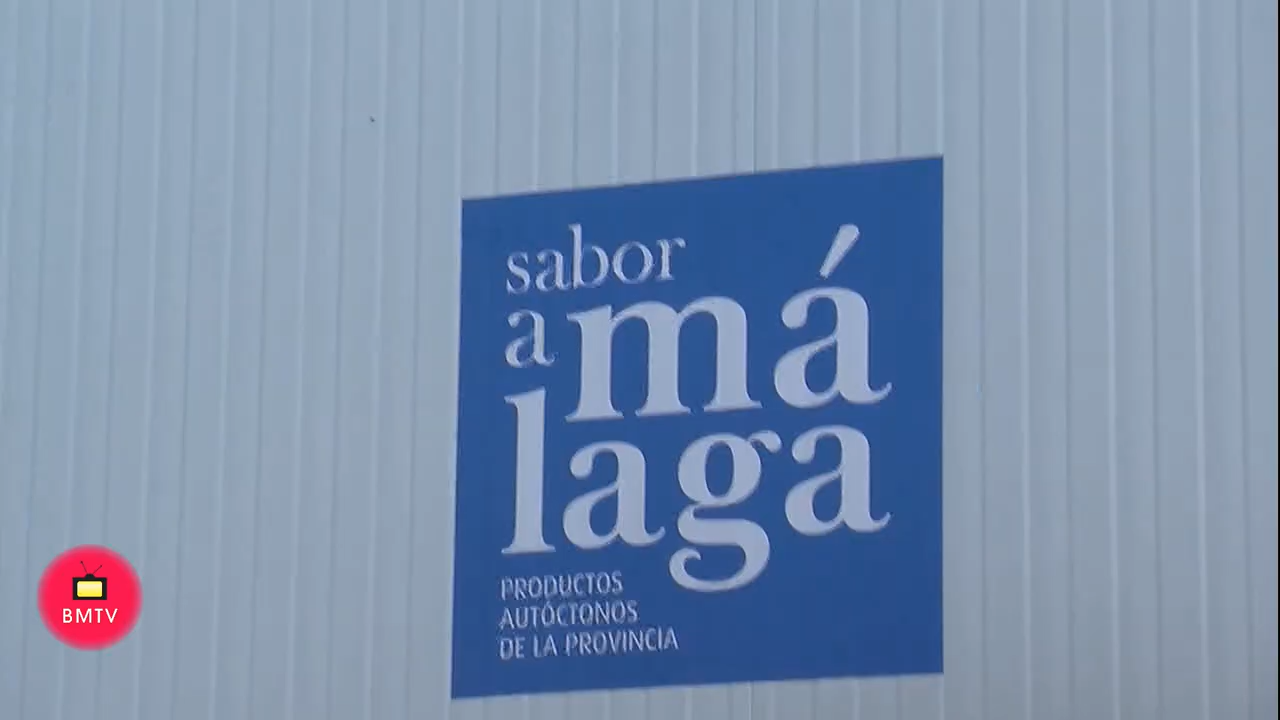 sabor
a má
laga
PRODUCTOS
AUTÓCTONOS
DE LA PROVINCIA
BMTV